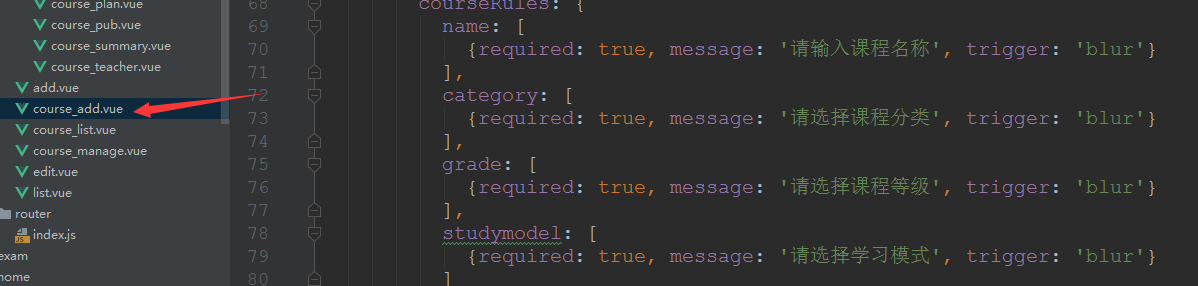 course_plan.vue
course_pub.vue
course_summary.vue
course_teacher.vue
add.vue
course_add.vue
course_list.vue
course_manage.vue
edit.vue
list.vue
router
index.js
exam
home
68 courseRules: {
69 name: [
70 {required: true, message: '请输入课程名称', trigger: 'blur'}
71 ],
72 category: [
73 {required: true, message: '请选择课程分类', trigger: 'blur'}
74 ],
75 grade: [
76 {required: true, message: '请选择课程等级', trigger: 'blur'}
77 ],
78 studymodel: [
79 {required: true, message: '请选择学习模式', trigger: 'blur'}
80 ]